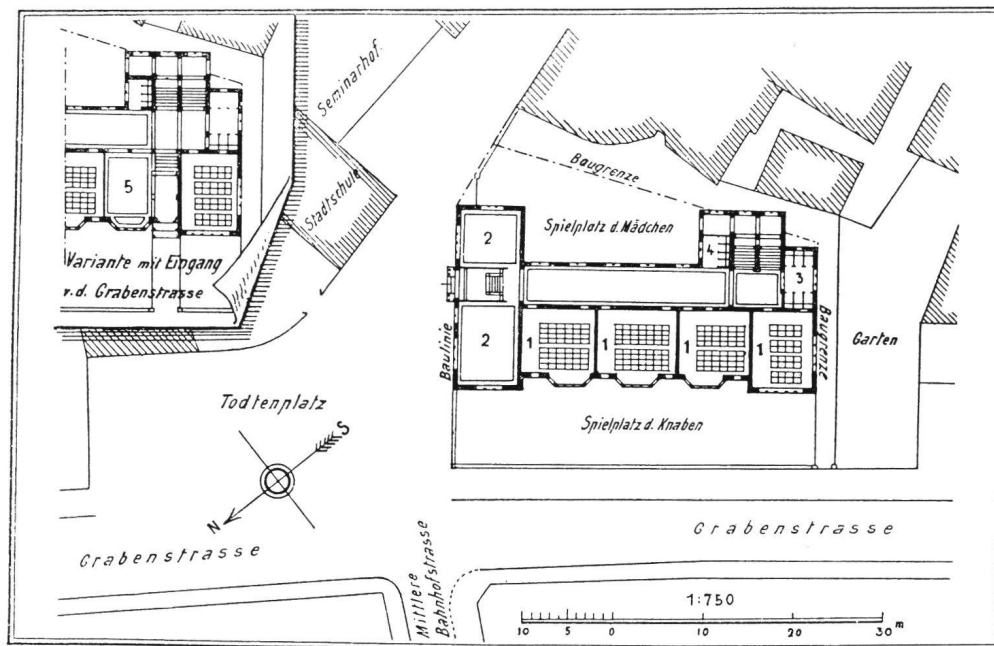 Seminarhof.
Stadtschule
5
Variante mit Eingang
v. d. Grabenstrasse
Baugrenze
Spielplatz d. Mädchen
2
4
3
2
1
1
1
1
Baulinie
Baugrenze
Garten
Spielplatz d. Knaben
Todtenplatz
S
N
Grabenstrasse
Grabenstrasse
Mittlere
Bahnhofstrasse
1:750
10 5 0 10 20 30 m